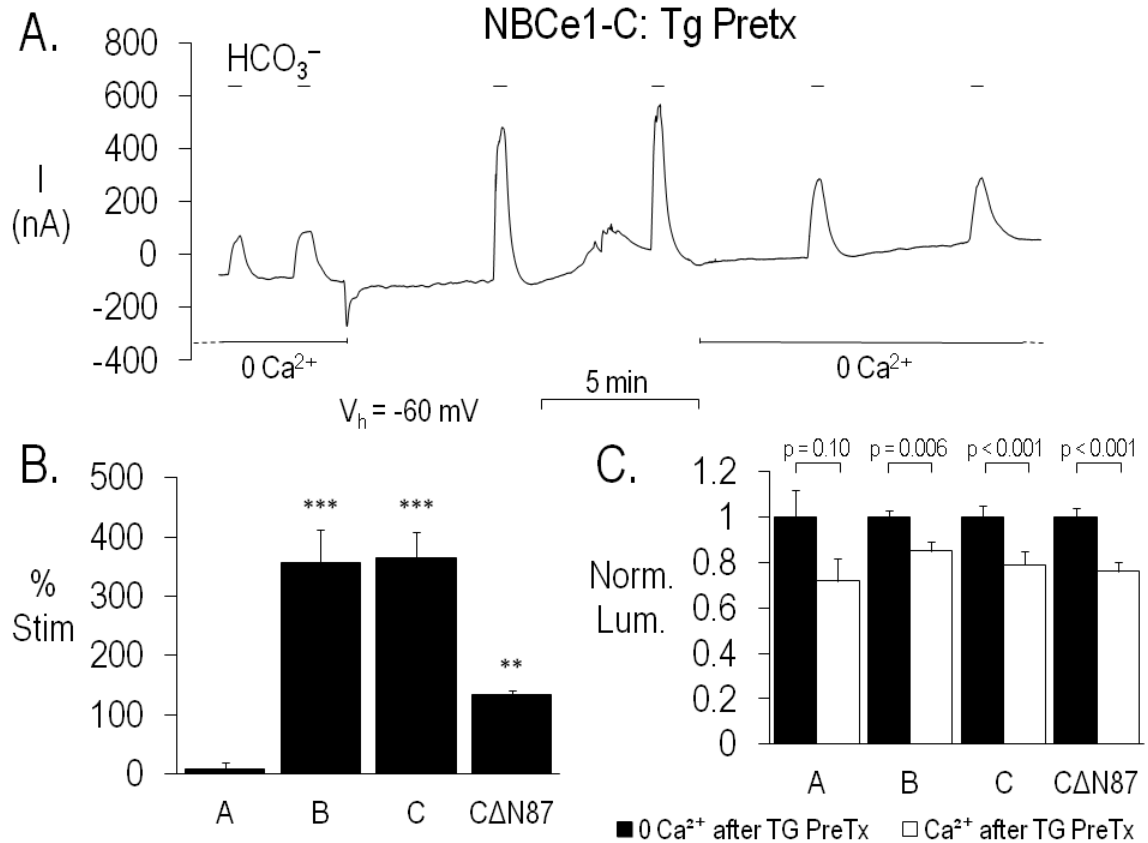 A.
NBCe1-C: Tg Pretx
HCO₃⁻
800
600
400
200
0
-200
-400
I
(nA)
0 Ca²⁺
0 Ca²⁺
5 min
Vₕ = -60 mV
B.
500
400
300
200
100
0
%
Stim
***
***
**
A B C CΔN87
C.
p = 0.10 p = 0.006 p < 0.001 p < 0.001
1.2
1
0.8
0.6
0.4
0.2
0
Norm.
Lum.
A B C CΔN87
■ 0 Ca²⁺ after TG PreTx □ Ca²⁺ after TG PreTx